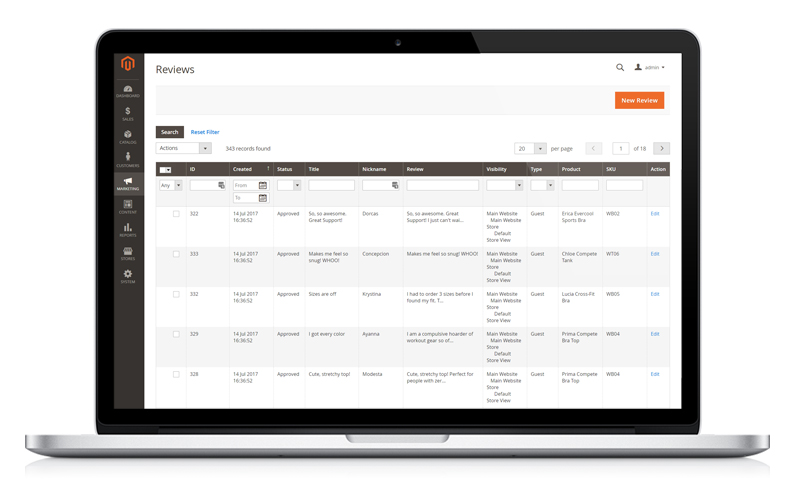 Reviews
admin
DASHBOARD
SALES
CATALOG
CUSTOMERS
MARKETING
CONTENT
REPORTS
STORES
SYSTEM
New Review
Search
Reset Filter
Actions
343 records found
20
per page
1
of 18
ID
Created
Status
Title
Nickname
Review
Visibility
Type
Product
SKU
Action
Any
From
To
322
14 Jul 2017
16:36:52
Approved
So, so awesome.
Great Support!
Dorcas
So, so awesome. Great
Support! I just can't wai...
Main Website
Main Website
Store
Default
Store View
Guest
Erica Evercool
Sports Bra
WB02
Edit
333
14 Jul 2017
16:36:52
Approved
Makes me feel so
snug! WHOO!
Concepcion
Makes me feel so snug! WHOO!
Main Website
Main Website
Store
Default
Store View
Guest
Chloe Compete
Tank
WT06
Edit
332
14 Jul 2017
16:36:52
Approved
Sizes are off
Krystina
I had to order 3 sizes before I
found my fit. T...
Main Website
Main Website
Store
Default
Store View
Guest
Lucia Cross-Fit
Bra
WB05
Edit
329
14 Jul 2017
16:36:52
Approved
I got every color
Ayanna
I am a compulsive hoarder of
workout gear so of...
Main Website
Main Website
Store
Default
Store View
Guest
Prima Compete
Bra Top
WB04
Edit
328
14 Jul 2017
16:36:52
Approved
Cute, stretchy top!
Modesta
Cute, stretchy top! Perfect for
people with zer...
Main Website
Main Website
Store
Default
Store View
Guest
Prima Compete
Bra Top
WB04
Edit